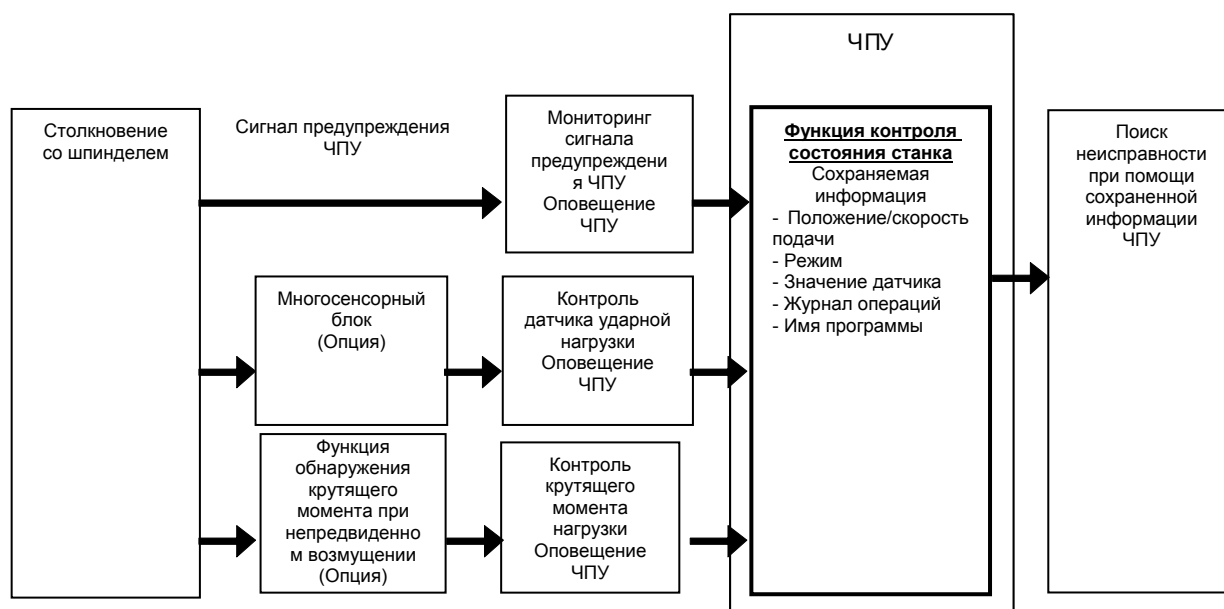 ЧПУ
Столкновение
со шпинделем
Сигнал предупреждения
ЧПУ
Мониторинг
сигнала
предупреждени
я ЧПУ
Оповещение
ЧПУ
Функция контроля
состояния станка
Сохраняемая
информация
- Положение/скорость
подачи
- Режим
- Значение датчика
- Журнал операций
- Имя программы
Поиск
неисправности
при помощи
сохраненной
информации
ЧПУ
Многосенсорный
блок
(Опция)
Контроль
датчика ударной
нагрузки
Оповещение
ЧПУ
Функция
обнаружения
крутящего
момента при
непредвиденно
м возмущении
(Опция)
Контроль
крутящего
момента
нагрузки
Оповещение
ЧПУ